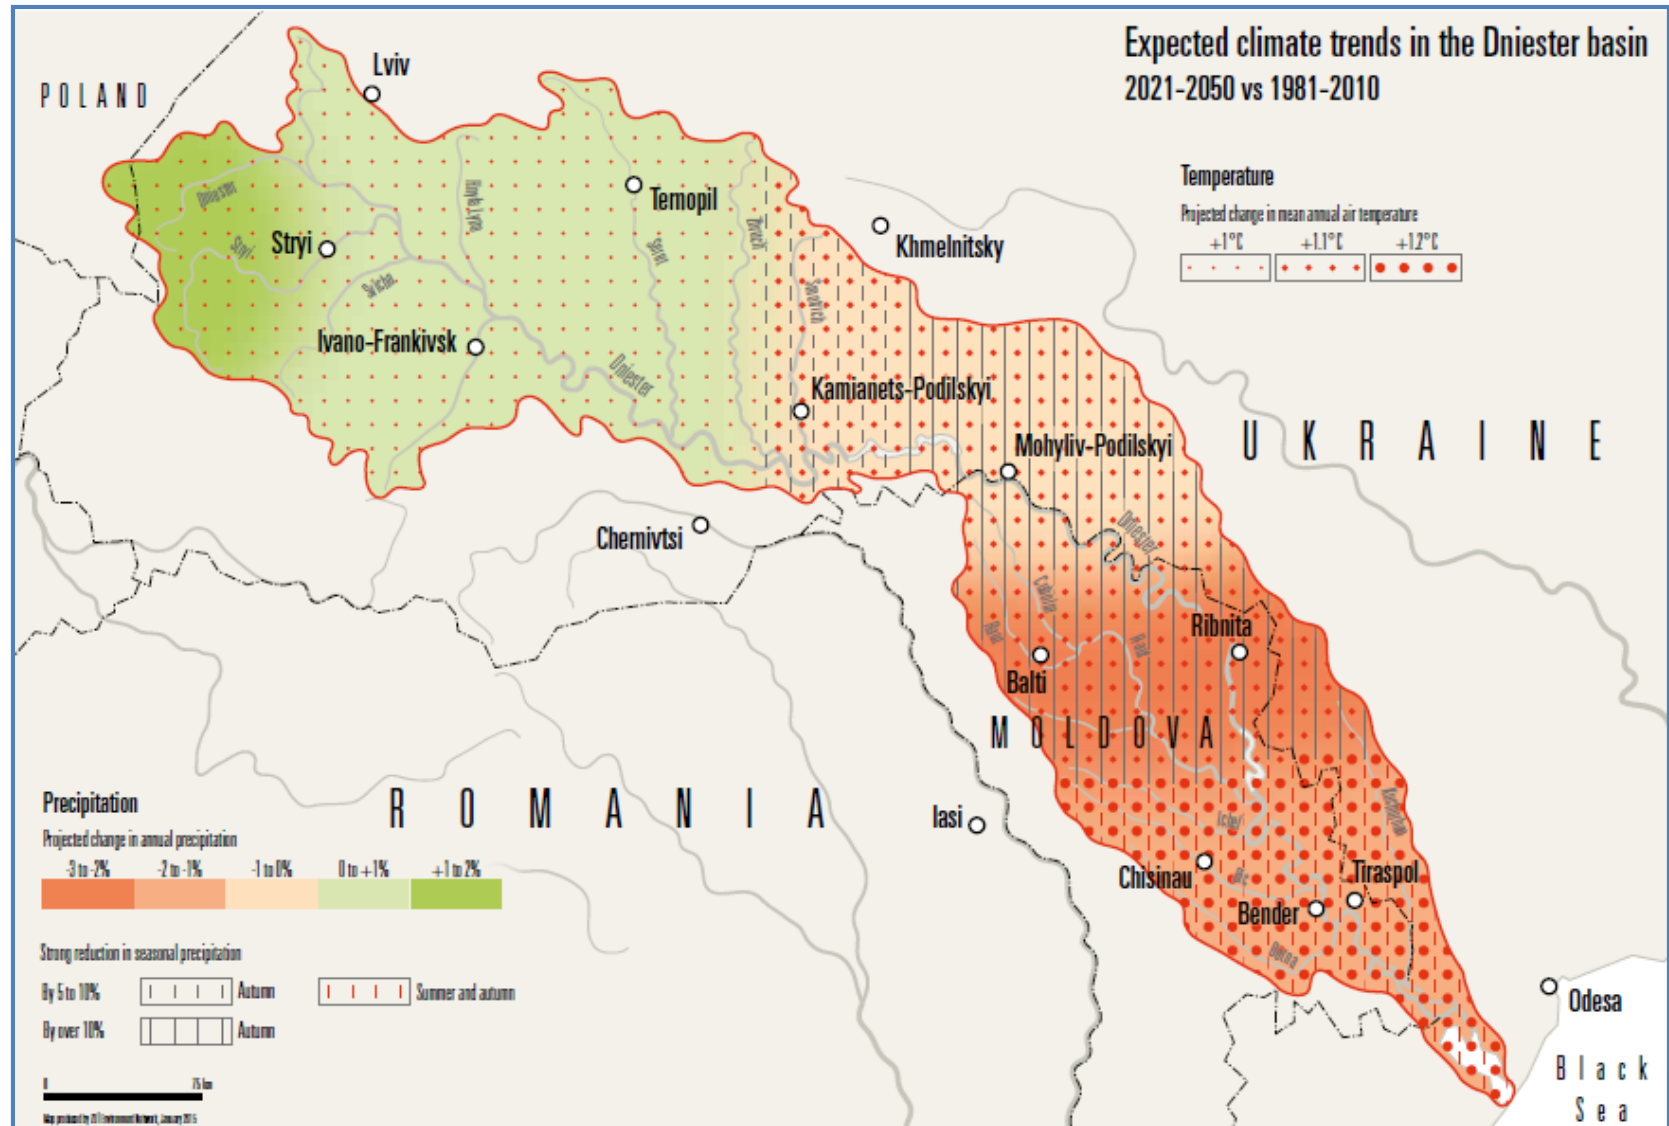 Expected climate trends in the Dniester basin
2021-2050 vs 1981-2010
POLAND
Lviv
Temperature
Projected change in mean annual air temperature
+1°C +1.1°C +1.2°C
Dniester
Ternopil
Stryi
Stryi
Khmelnitsky
Seret
Ivano-Frankivsk
Dniester
Kamianets-Podilskyi
UKRAINE
Mohyliv-Podilskyi
Chernivtsi
Dniester
Ribnita
Balti
MOLDOVA
Precipitation
Projected change in annual precipitation
-3 to -2% -2 to -1% -1 to 0% 0 to +1% +1 to 2%
ROMANIA
Iasi
Chisinau
Tiraspol
Bender
Strong reduction in seasonal precipitation
By 5 to 10% Autumn Summer and autumn
By over 10% Autumn
Odesa
Black
Sea
0 75 km